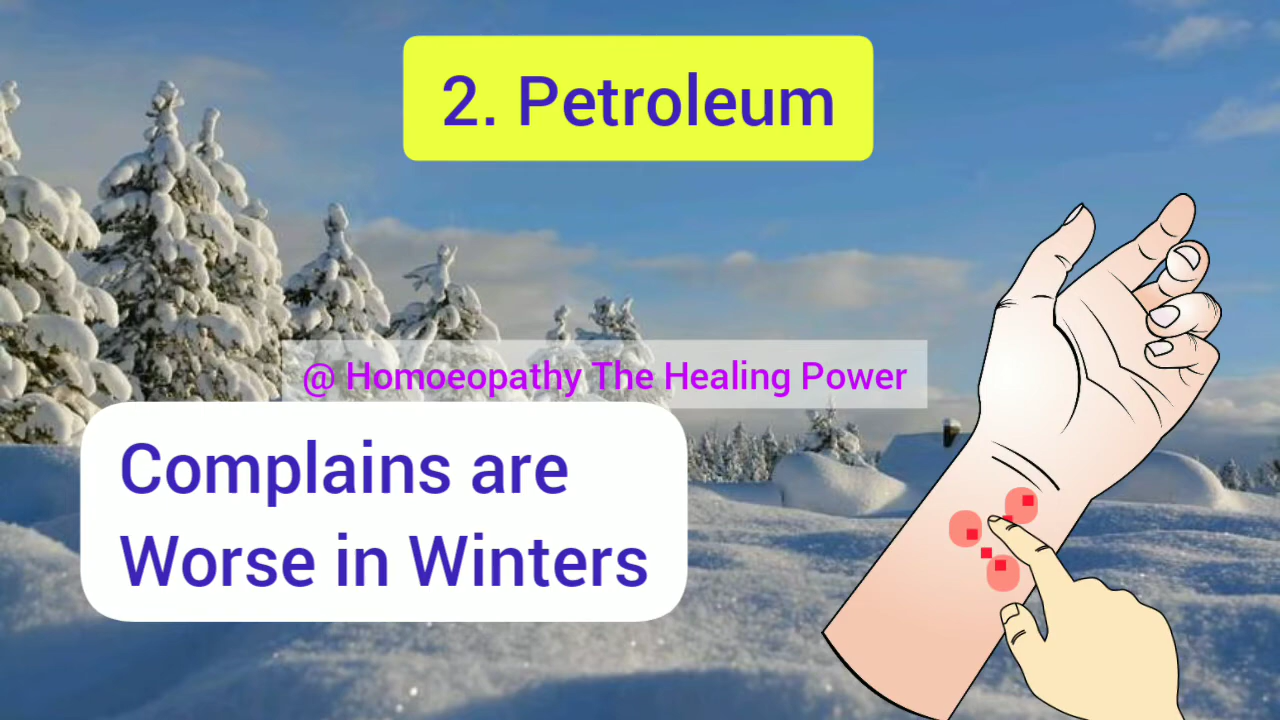 2. Petroleum
@ Homoeopathy The Healing Power
Complains are
Worse in Winters